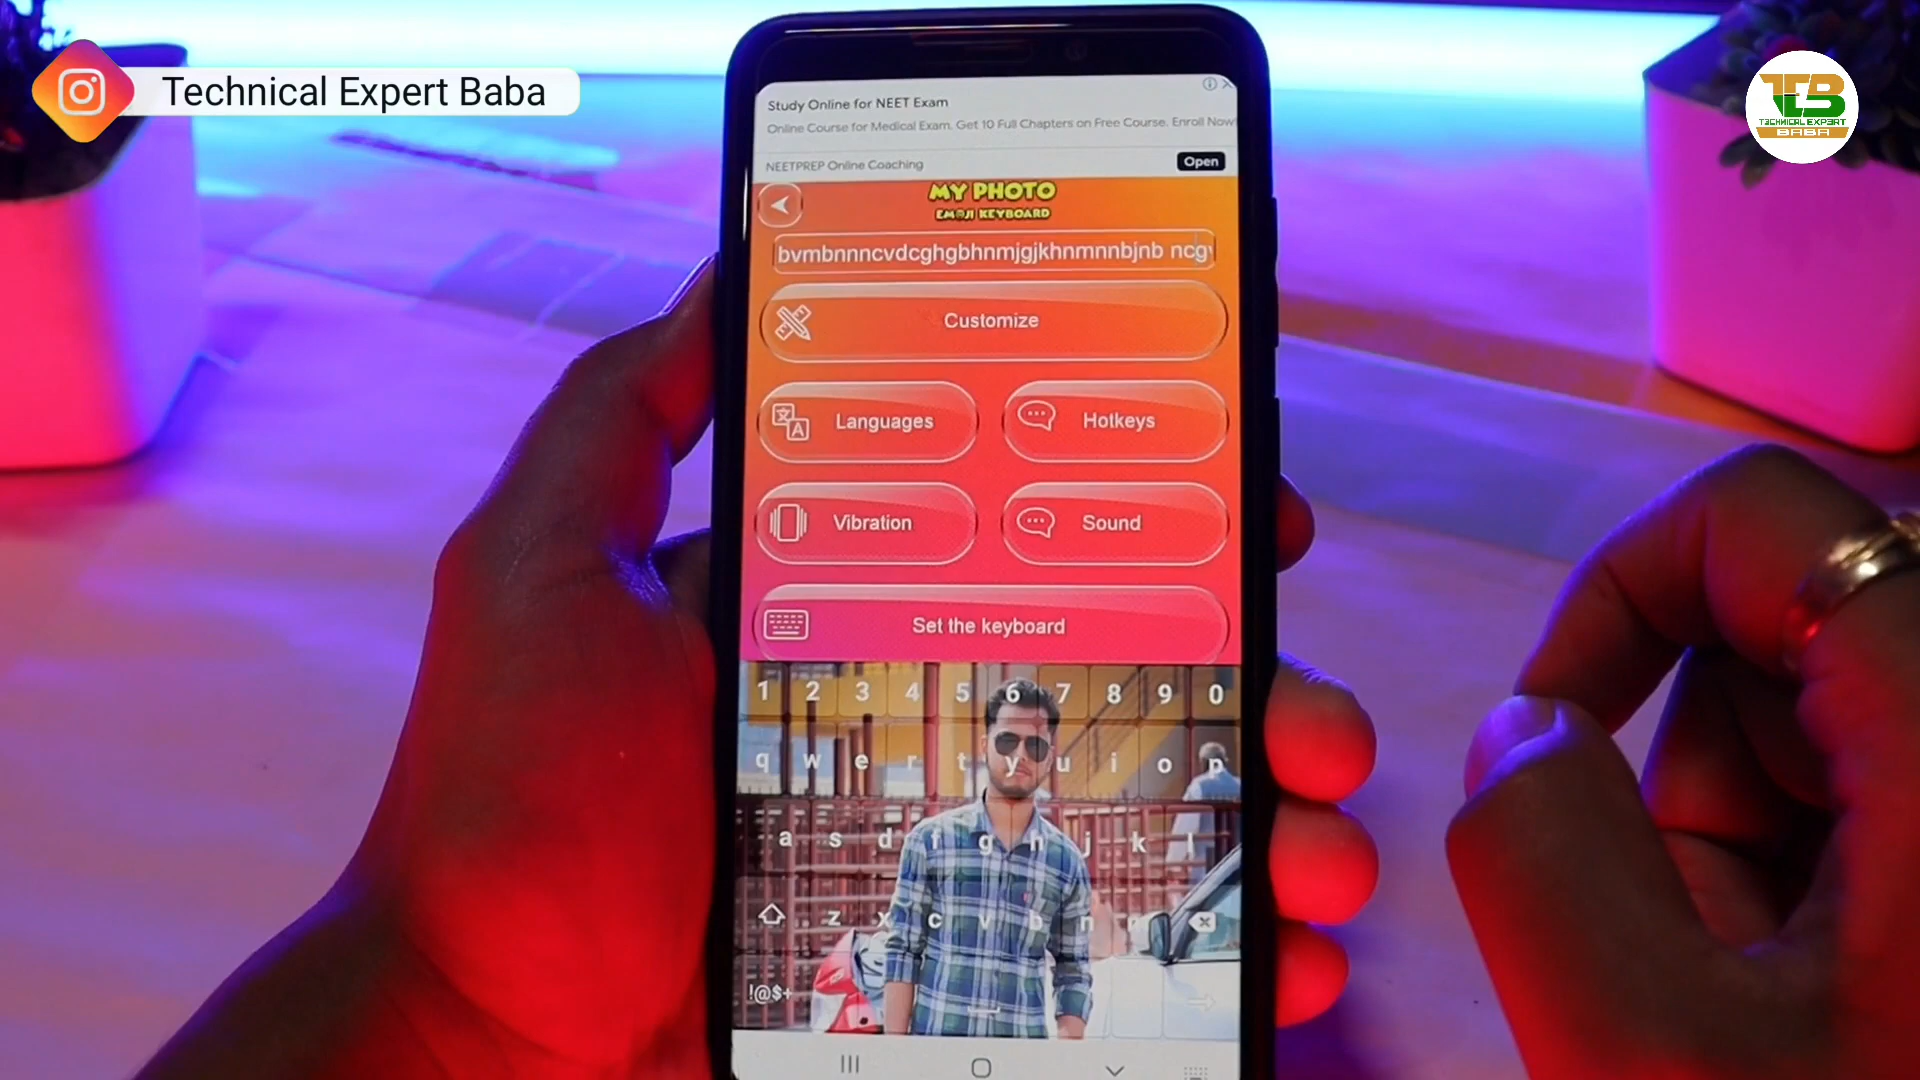 Technical Expert Baba
TEB
TECHNICAL EXPERT
BABA
Study Online for NEET Exam
Online Course for Medical Exam. Get 10 Full Chapters on Free Course. Enroll Now!
NEETPREP Online Coaching
Open
MY PHOTO
EMOJI KEYBOARD
bvmbnnncvdcghgbhnmjgjkhnmnnbjnb ncg
Customize
Languages
Hotkeys
Vibration
Sound
Set the keyboard
1 2 3 4 5 6 7 8 9 0
q w e r t y u i o p
a s d f g h j k l
z x c v b n m
!@$+